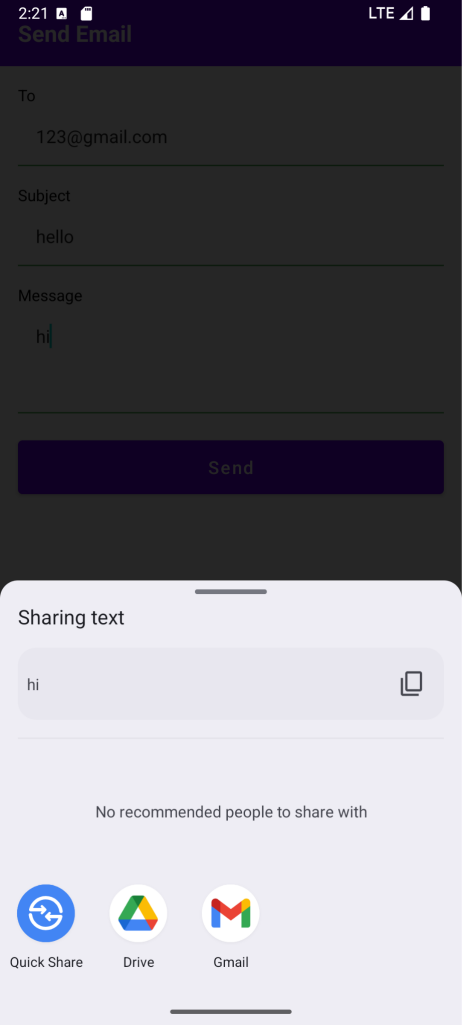 2:21
LTE
Send Email
To
123@gmail.com
Subject
hello
Message
hi
Send
Sharing text
hi
No recommended people to share with
Quick Share
Drive
Gmail